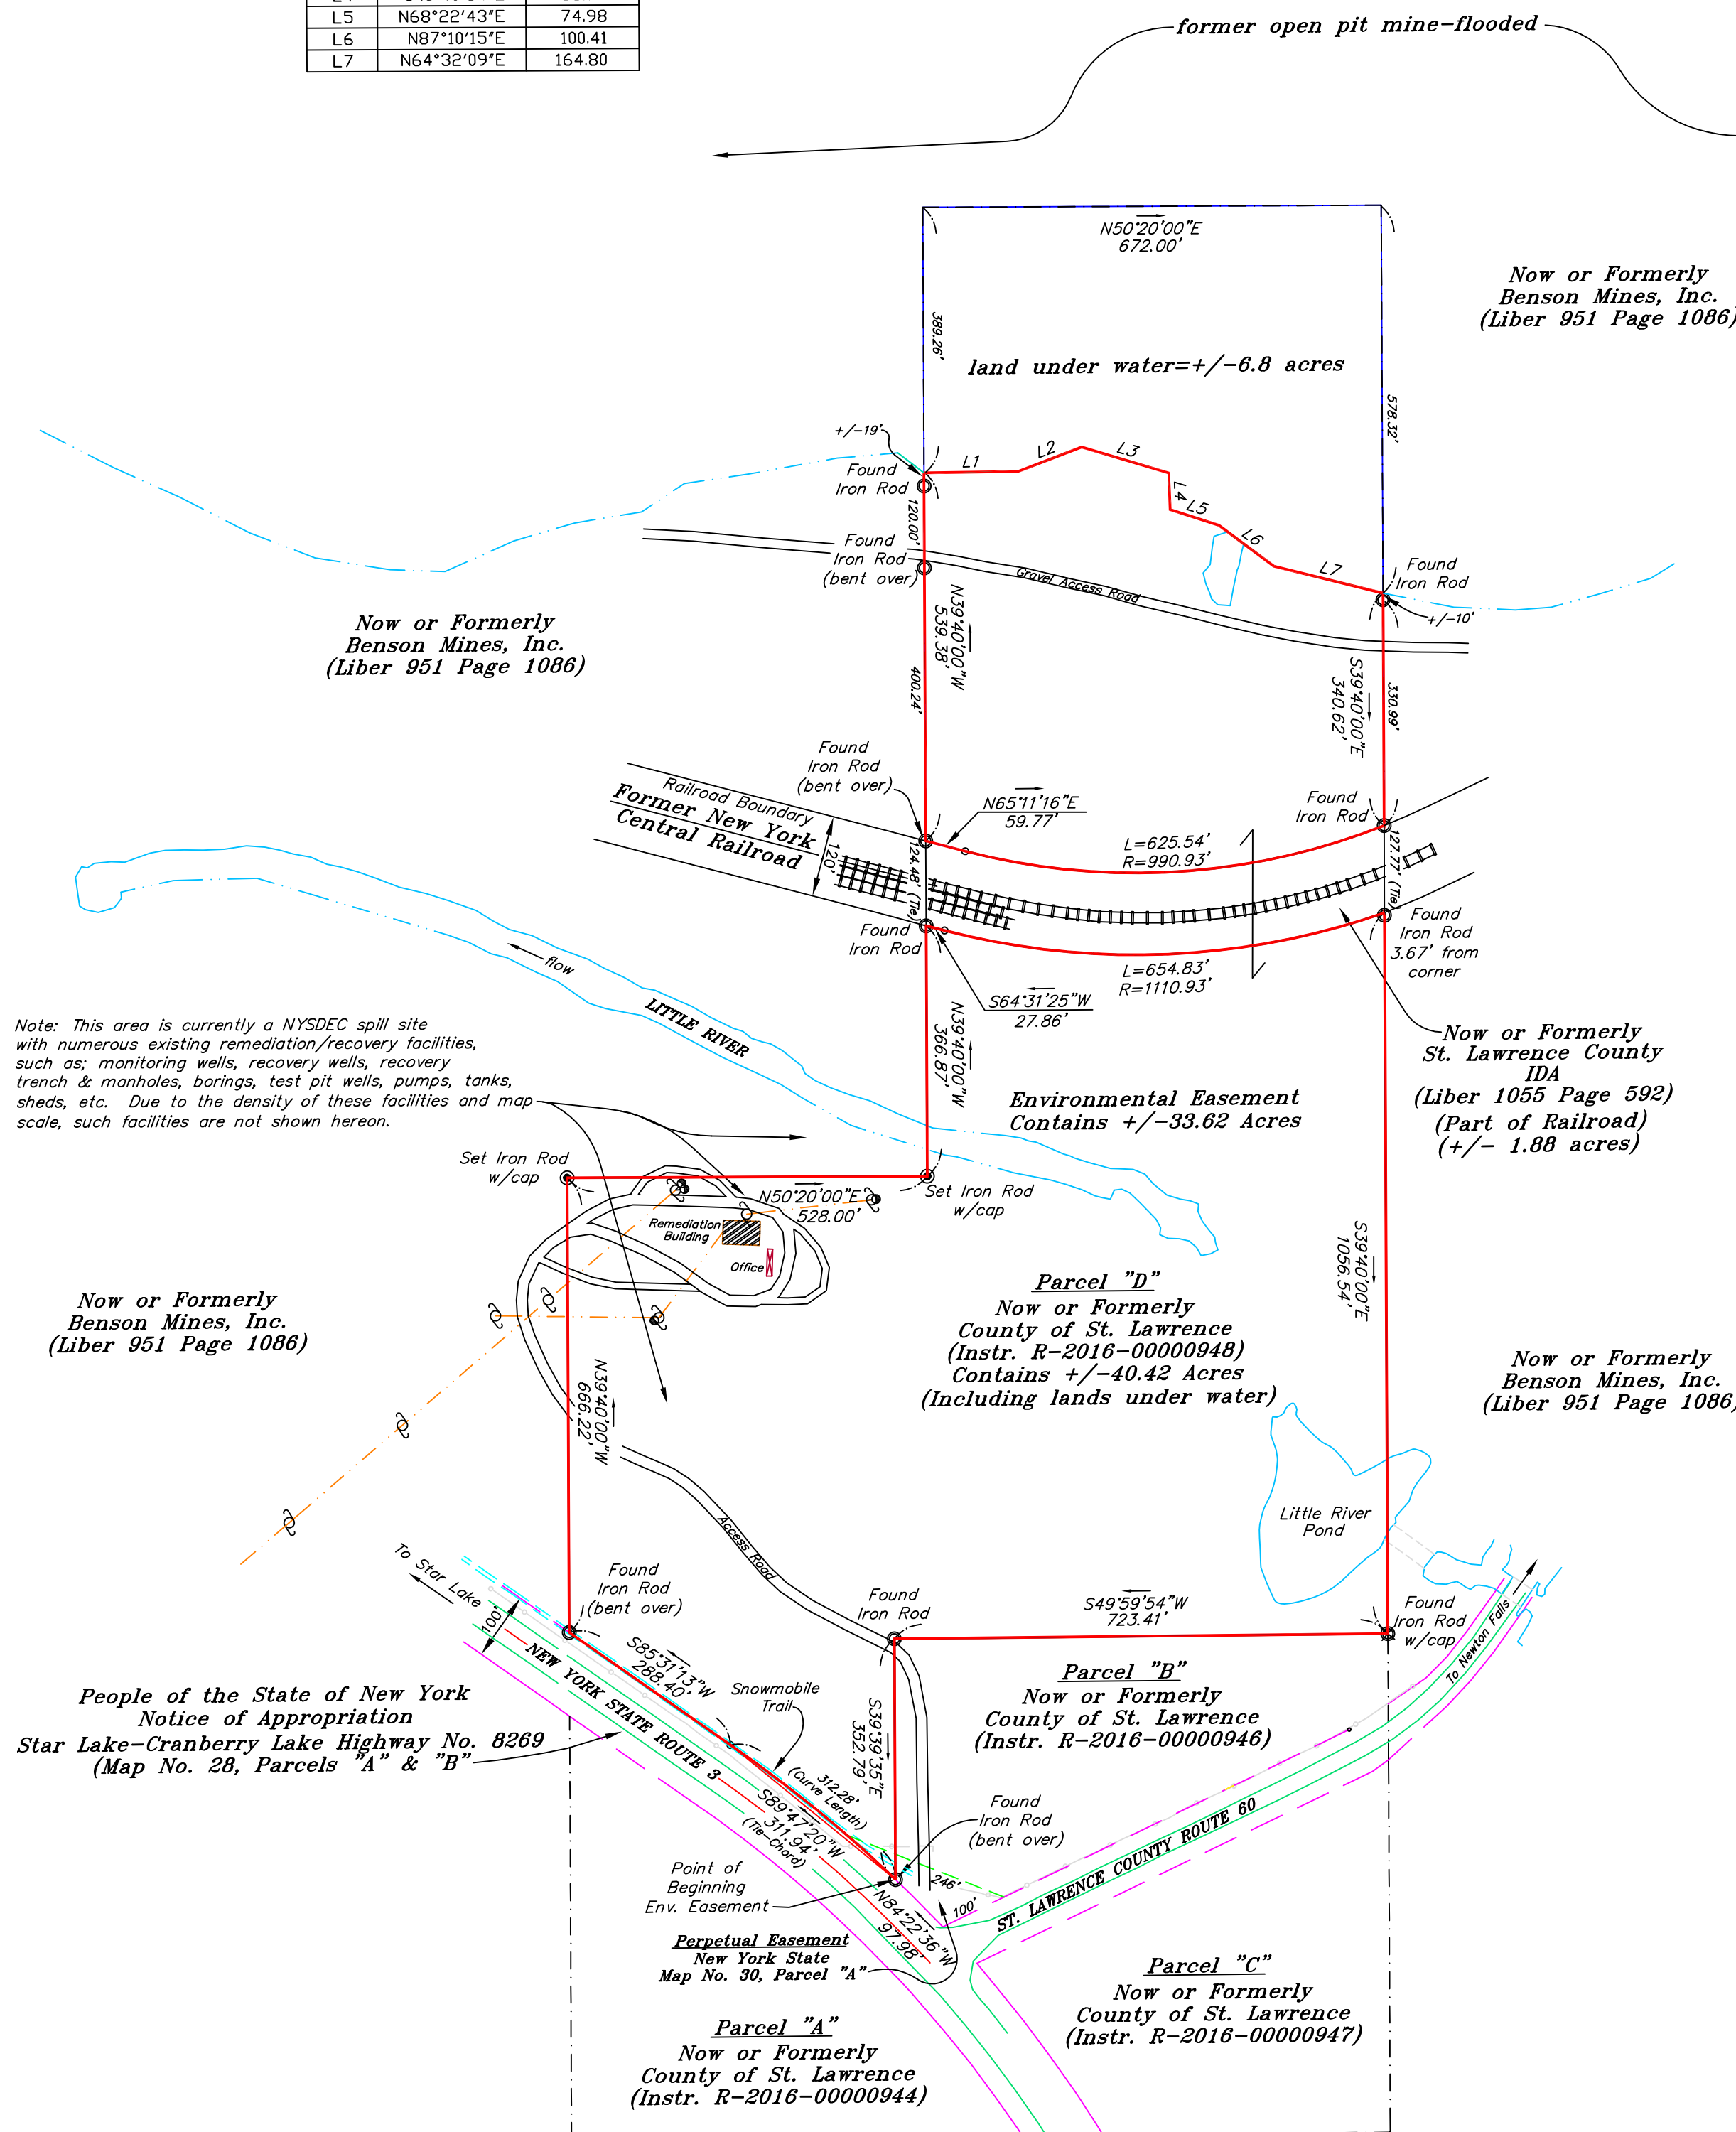 L5 N68°22'43"E 74.98
L6 N87°10'15"E 100.41
L7 N64°32'09"E 164.80
former open pit mine-flooded
N50°20'00"E
672.00'
Now or Formerly
Benson Mines, Inc.
(Liber 951 Page 1086)
389.26'
land under water=+/-6.8 acres
578.32'
+/-19'
L1
L2
L3
L4
L5
L6
L7
Found
Iron Rod
120.00'
Found
Iron Rod
(bent over)
Gravel Access Road
Found
Iron Rod
+/-10'
N39°40'00"W
539.38'
400.24'
Now or Formerly
Benson Mines, Inc.
(Liber 951 Page 1086)
S39°40'00"E
340.62'
330.99'
Found
Iron Rod
(bent over)
Railroad Boundary
Former New York
Central Railroad
120'
N65°11'16"E
59.77'
L=625.54'
R=990.93'
Found
Iron Rod
124.48' (Tie)
127.77' (Tie)
Found
Iron Rod
L=654.83'
R=1110.93'
S64°31'25"W
27.86'
Found
Iron Rod
3.67' from
corner
flow
LITTLE RIVER
Note: This area is currently a NYSDEC spill site
with numerous existing remediation/recovery facilities,
such as; monitoring wells, recovery wells, recovery
trench & manholes, borings, test pit wells, pumps, tanks,
sheds, etc. Due to the density of these facilities and map
scale, such facilities are not shown hereon.
N39°40'00"W
366.87'
Environmental Easement
Contains +/-33.62 Acres
Now or Formerly
St. Lawrence County
IDA
(Liber 1055 Page 592)
(Part of Railroad)
(+/- 1.88 acres)
Set Iron Rod
w/cap
N50°20'00"E
528.00'
Set Iron Rod
w/cap
Remediation
Building
Office
S39°40'00"E
1056.54'
Parcel "D"
Now or Formerly
County of St. Lawrence
(Instr. R-2016-00000948)
Contains +/-40.42 Acres
(Including lands under water)
Now or Formerly
Benson Mines, Inc.
(Liber 951 Page 1086)
N39°40'00"W
666.22'
Now or Formerly
Benson Mines, Inc.
(Liber 951 Page 1086)
Little River
Pond
Access Road
To Star Lake
100'
Found
Iron Rod
(bent over)
Found
Iron Rod
S49°59'54"W
723.41'
Found
Iron Rod
w/cap
To Newton Falls
S85°31'13"W
288.40'
NEW YORK STATE ROUTE 3
Snowmobile
Trail
People of the State of New York
Notice of Appropriation
Star Lake-Cranberry Lake Highway No. 8269
(Map No. 28, Parcels "A" & "B"
Parcel "B"
Now or Formerly
County of St. Lawrence
(Instr. R-2016-00000946)
S39°39'35"E
352.79'
312.28'
(Curve Length)
S89°47'20"W
311.94'
(Tie-Chord)
Found
Iron Rod
(bent over)
Point of
Beginning
Env. Easement
246'
100'
ST. LAWRENCE COUNTY ROUTE 60
N84°22'36"W
97.98'
Perpetual Easement
New York State
Map No. 30, Parcel "A"
Parcel "C"
Now or Formerly
County of St. Lawrence
(Instr. R-2016-00000947)
Parcel "A"
Now or Formerly
County of St. Lawrence
(Instr. R-2016-00000944)